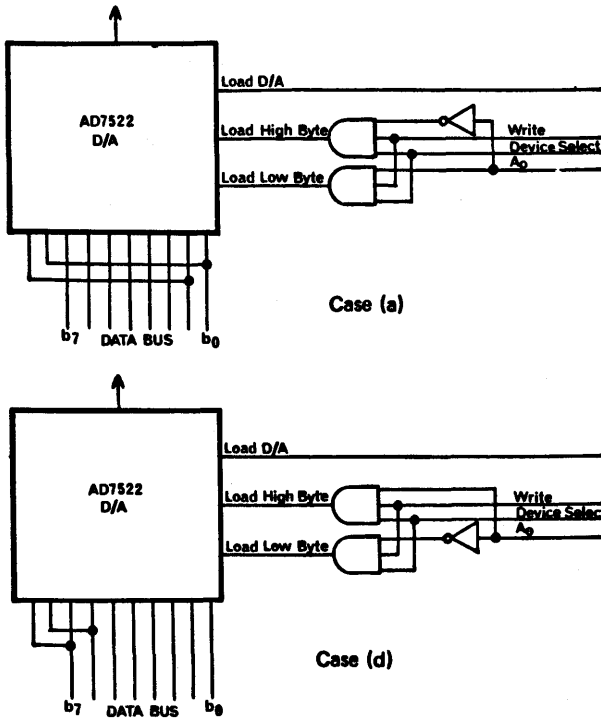 AD7522
D/A
Load D/A
Load High Byte
Write
Device Select
A0
Load Low Byte
b7 DATA BUS b0
Case (a)
AD7522
D/A
Load D/A
Load High Byte
Write
Device Select
A0
Load Low Byte
b7 DATA BUS b0
Case (d)